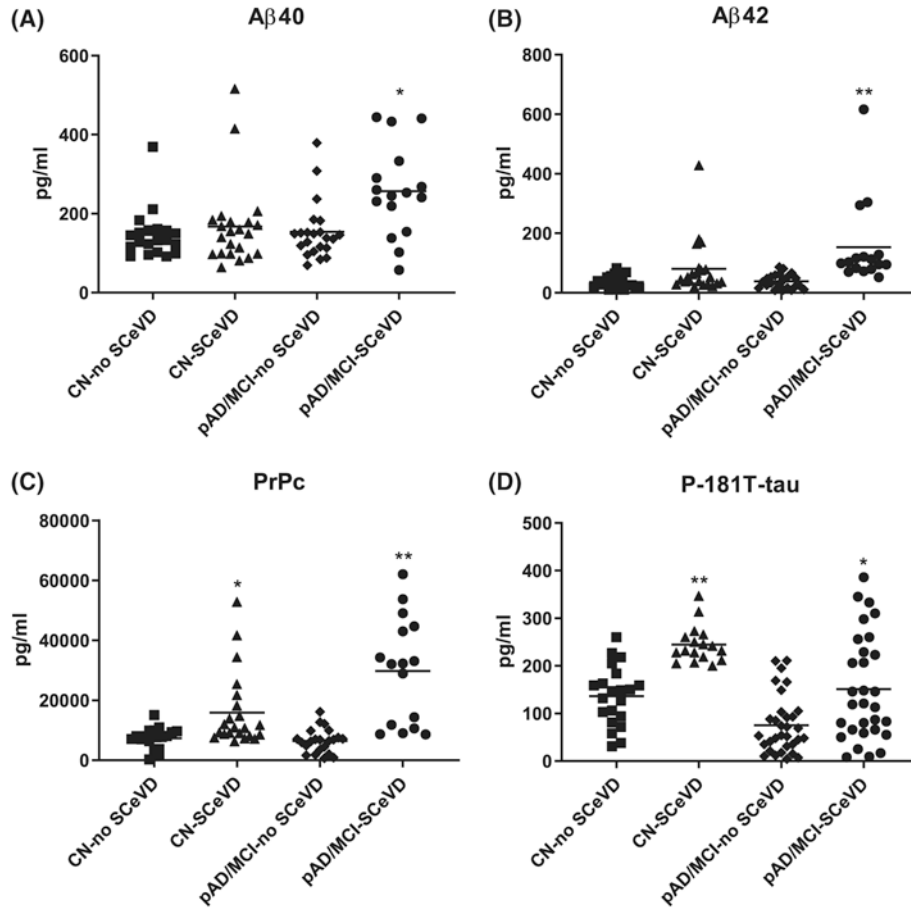 (A) Aβ40
600
400
200
0
pg/ml
*
CN-no SCeVD
CN-SCeVD
pAD/MCI-no SCeVD
pAD/MCI-SCeVD
(B) Aβ42
800
600
400
200
0
pg/ml
**
CN-no SCeVD
CN-SCeVD
pAD/MCI-no SCeVD
pAD/MCI-SCeVD
(C) PrPc
80000
60000
40000
20000
0
pg/ml
*
**
CN-no SCeVD
CN-SCeVD
pAD/MCI-no SCeVD
pAD/MCI-SCeVD
(D) P-181T-tau
500
400
300
200
100
0
pg/ml
**
*
CN-no SCeVD
CN-SCeVD
pAD/MCI-no SCeVD
pAD/MCI-SCeVD